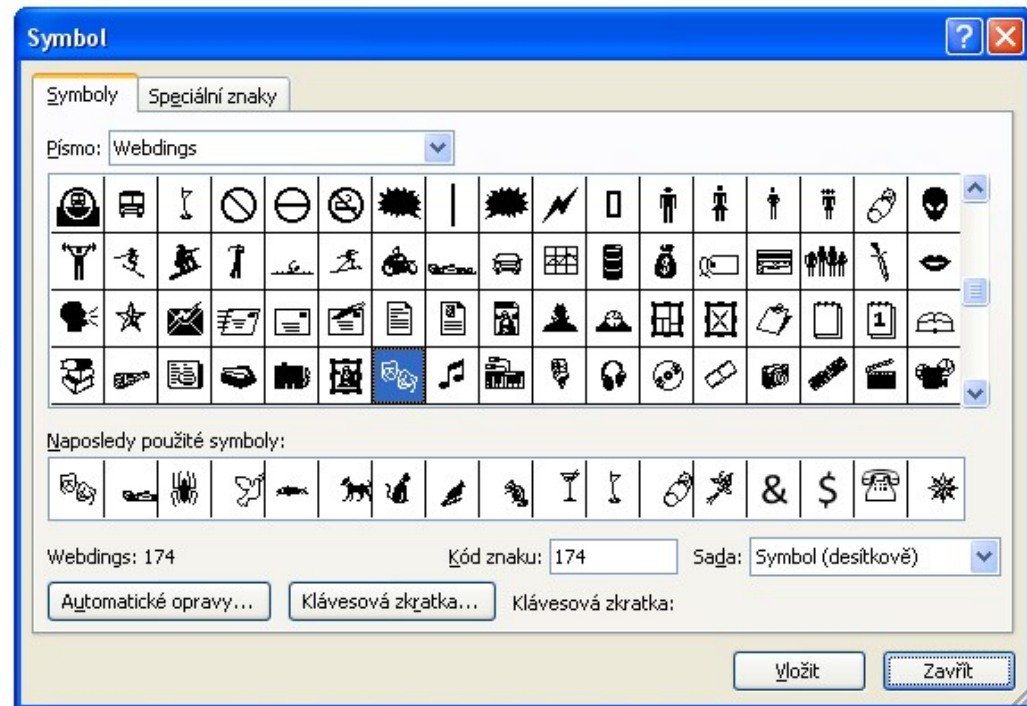 Symbol
Symboly Speciální znaky
Písmo: Webdings
1
Naposledy použité symboly:
& $
Webdings: 174 Kód znaku: 174 Sada: Symbol (desítkově)
Automatické opravy... Klávesová zkratka... Klávesová zkratka:
Vložit Zavřít